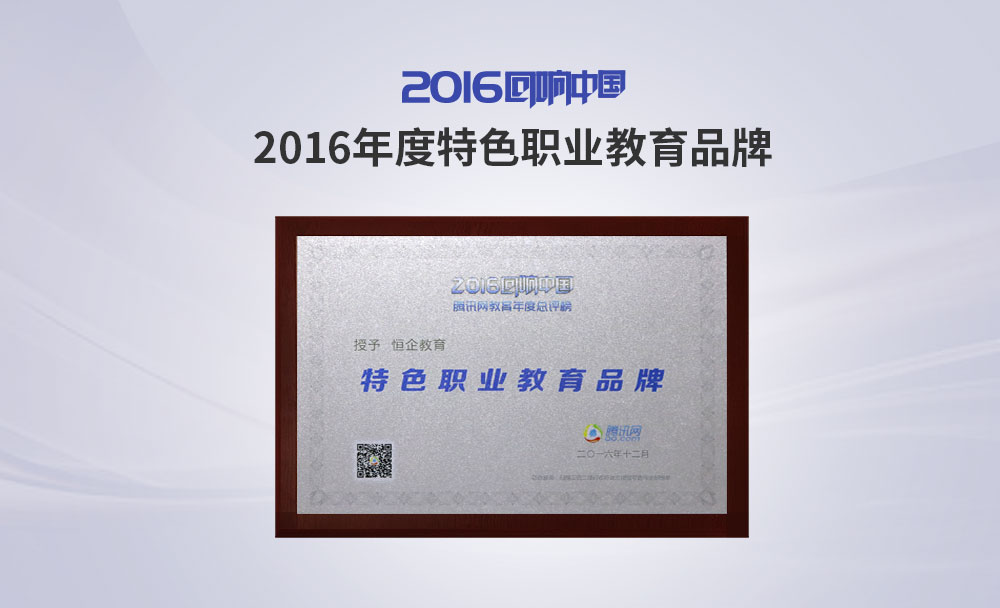 2016回响中国
2016年度特色职业教育品牌
2016回响中国
腾讯网教育年度总评榜
授予 恒企教育
特色职业教育品牌
腾讯网
QQ.com
二〇一六年十二月